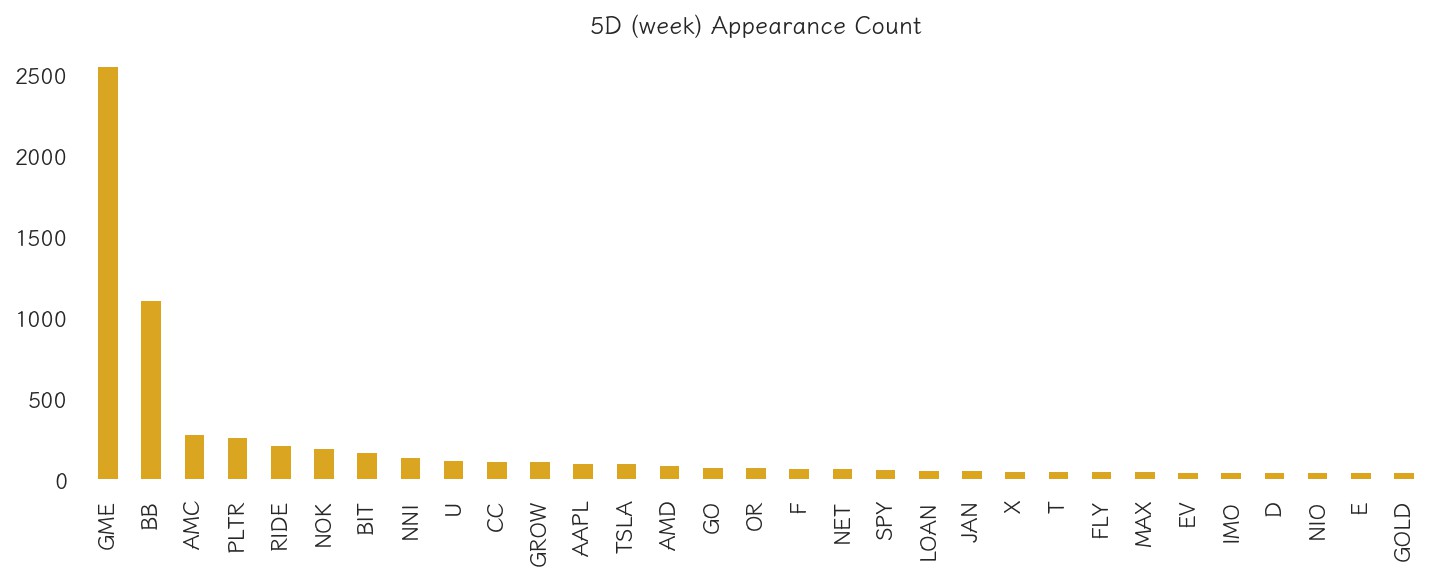 5D (week) Appearance Count
2500
2000
1500
1000
500
0
GME
BB
AMC
PLTR
RIDE
NOK
BIT
NNI
U
CC
GROW
AAPL
TSLA
AMD
GO
OR
F
NET
SPY
LOAN
JAN
X
T
FLY
MAX
EV
IMO
D
NIO
E
GOLD